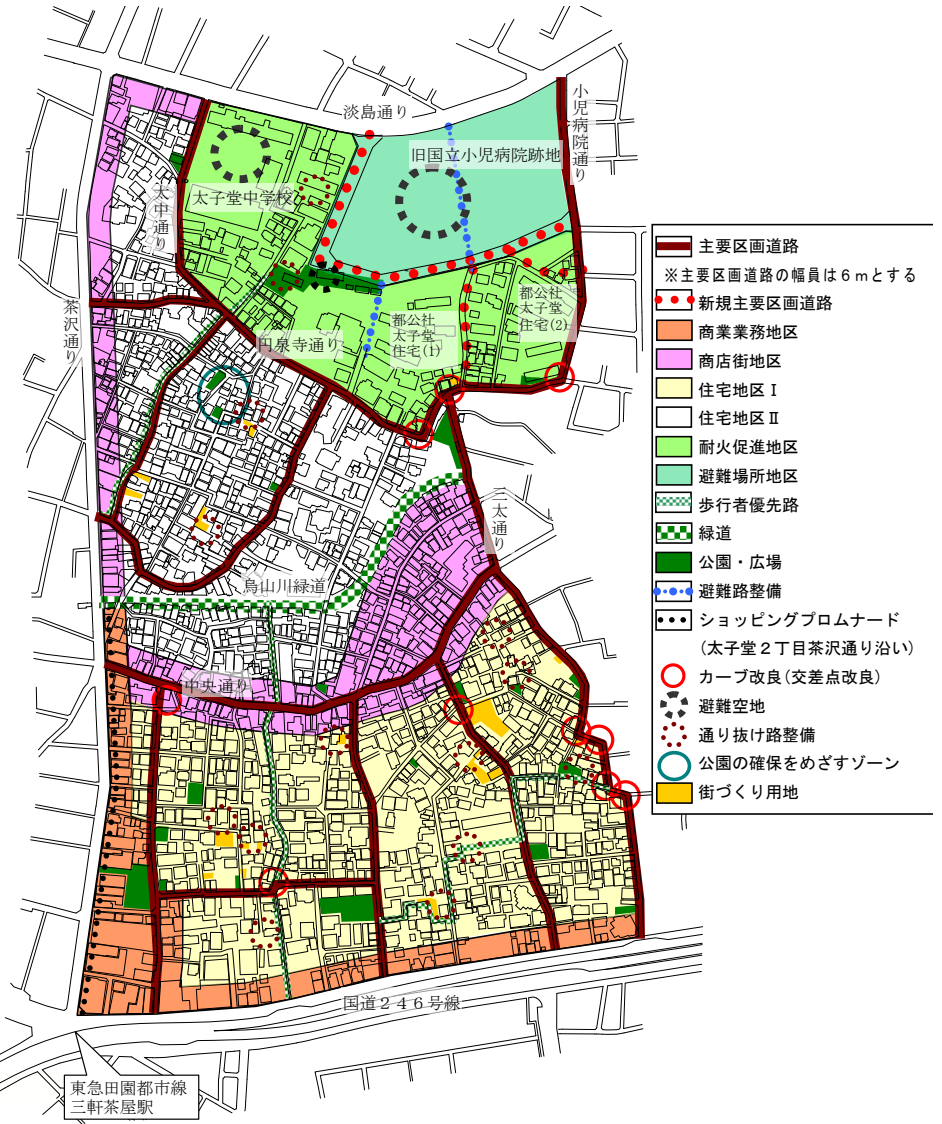 淡島通り
小児病院通り
旧国立小児病院跡地
太子堂中学校
太中通り
茶沢通り
円泉寺通り
都公社
太子堂
住宅(1)
都公社
太子堂
住宅(2)
三太通り
烏山川緑道
中央通り
国道246号線
東急田園都市線
三軒茶屋駅
主要区画道路
※主要区画道路の幅員は6mとする
新規主要区画道路
商業業務地区
商店街地区
住宅地区Ⅰ
住宅地区Ⅱ
耐火促進地区
避難場所地区
歩行者優先路
緑道
公園・広場
避難路整備
ショッピングプロムナード
(太子堂2丁目茶沢通り沿い)
カーブ改良(交差点改良)
避難空地
通り抜け路整備
公園の確保をめざすゾーン
街づくり用地